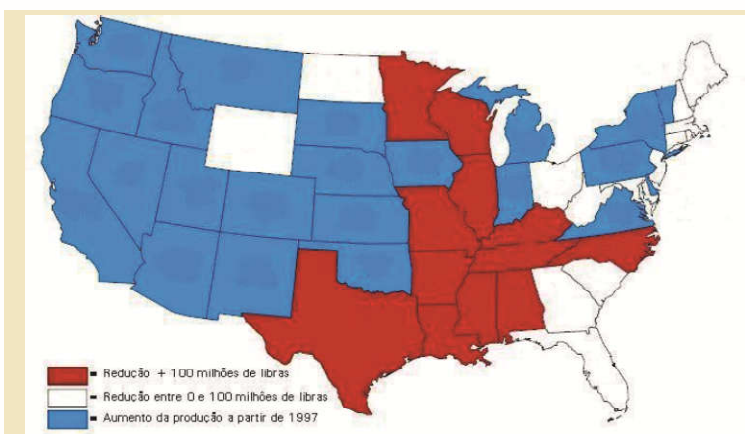 - Redução + 100 milhões de libras
- Redução entre 0 e 100 milhões de libras
- Aumento da produção a partir de 1997